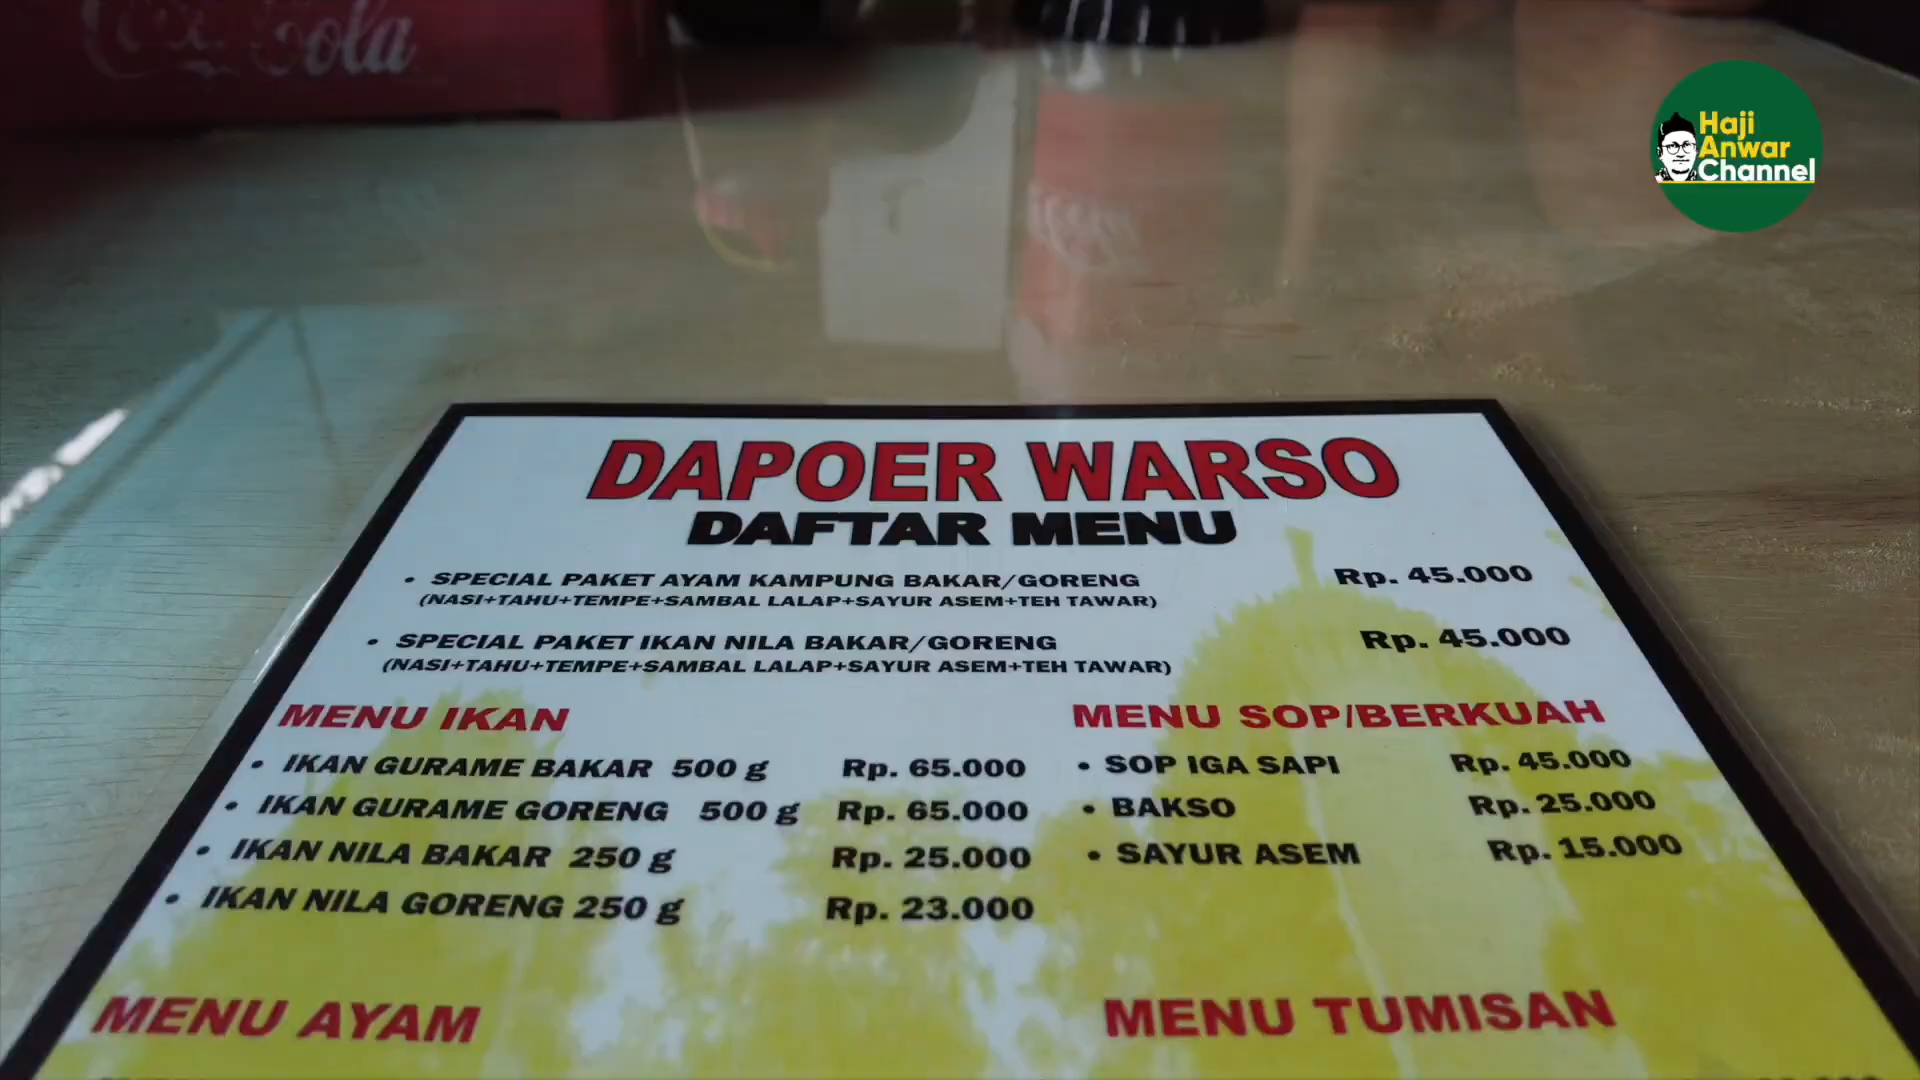 Coca-Cola
Haji
Anwar
Channel
DAPOER WARSO
DAFTAR MENU
• SPECIAL PAKET AYAM KAMPUNG BAKAR/GORENG Rp. 45.000
(NASI+TAHU+TEMPE+SAMBAL LALAP+SAYUR ASEM+TEH TAWAR)
• SPECIAL PAKET IKAN NILA BAKAR/GORENG Rp. 45.000
(NASI+TAHU+TEMPE+SAMBAL LALAP+SAYUR ASEM+TEH TAWAR)
MENU IKAN
• IKAN GURAME BAKAR 500 g Rp. 65.000
• IKAN GURAME GORENG 500 g Rp. 65.000
• IKAN NILA BAKAR 250 g Rp. 25.000
• IKAN NILA GORENG 250 g Rp. 23.000
MENU SOP/BERKUAH
• SOP IGA SAPI Rp. 45.000
• BAKSO Rp. 25.000
• SAYUR ASEM Rp. 15.000
MENU AYAM
MENU TUMISAN